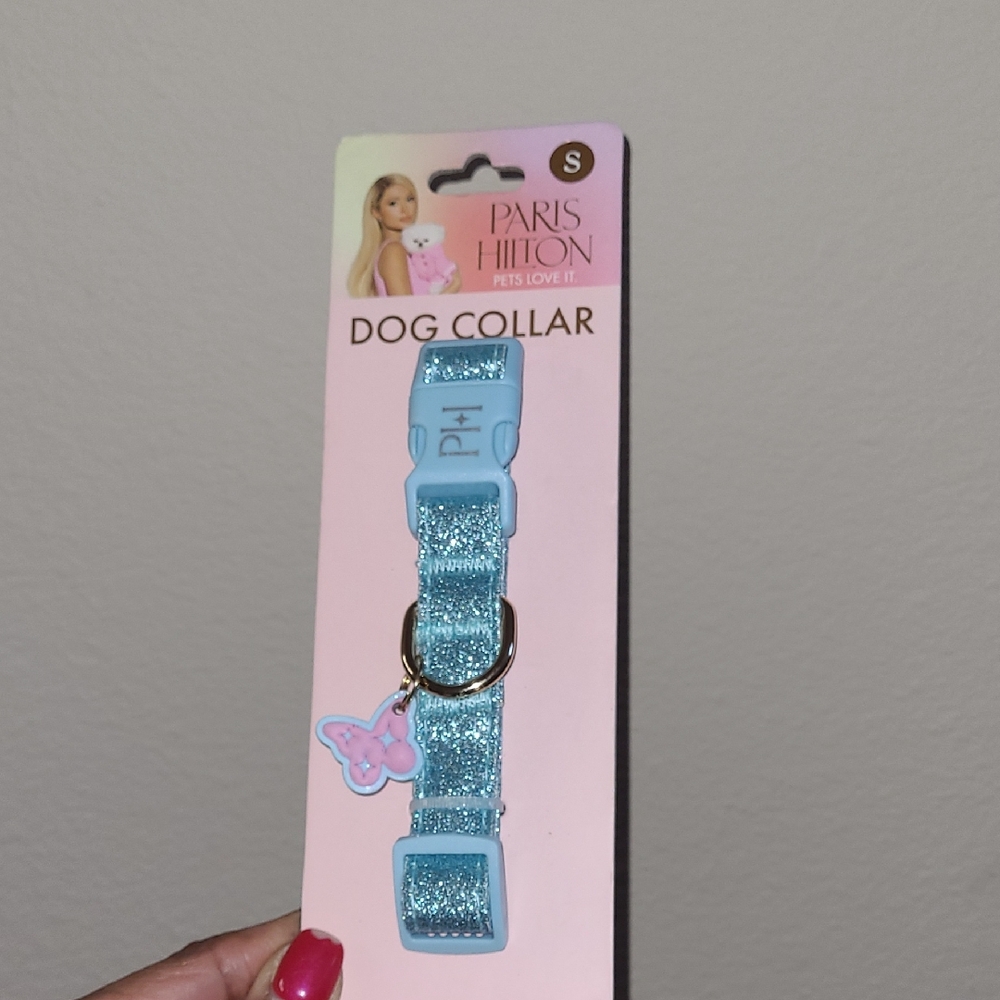 S
PARIS
HILTON
PETS LOVE IT.
DOG COLLAR
PH